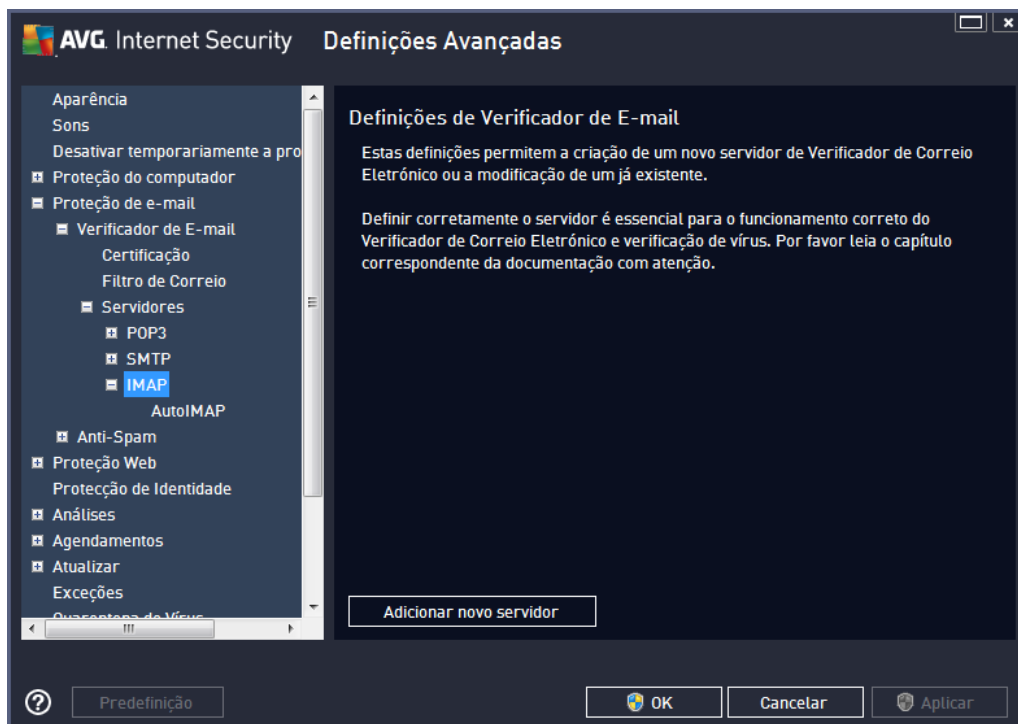 AVG. Internet Security Definições Avançadas
Aparência
Sons
Desativar temporariamente a pro
Proteção do computador
Proteção de e-mail
Verificador de E-mail
Certificação
Filtro de Correio
Servidores
POP3
SMTP
IMAP
AutoIMAP
Anti-Spam
Proteção Web
Protecção de Identidade
Análises
Agendamentos
Atualizar
Exceções
Quarentena de Vírus
Definições de Verificador de E-mail
Estas definições permitem a criação de um novo servidor de Verificador de Correio
Eletrónico ou a modificação de um já existente.
Definir corretamente o servidor é essencial para o funcionamento correto do
Verificador de Correio Eletrónico e verificação de vírus. Por favor leia o capítulo
correspondente da documentação com atenção.
Adicionar novo servidor
Predefinição
OK
Cancelar
Aplicar